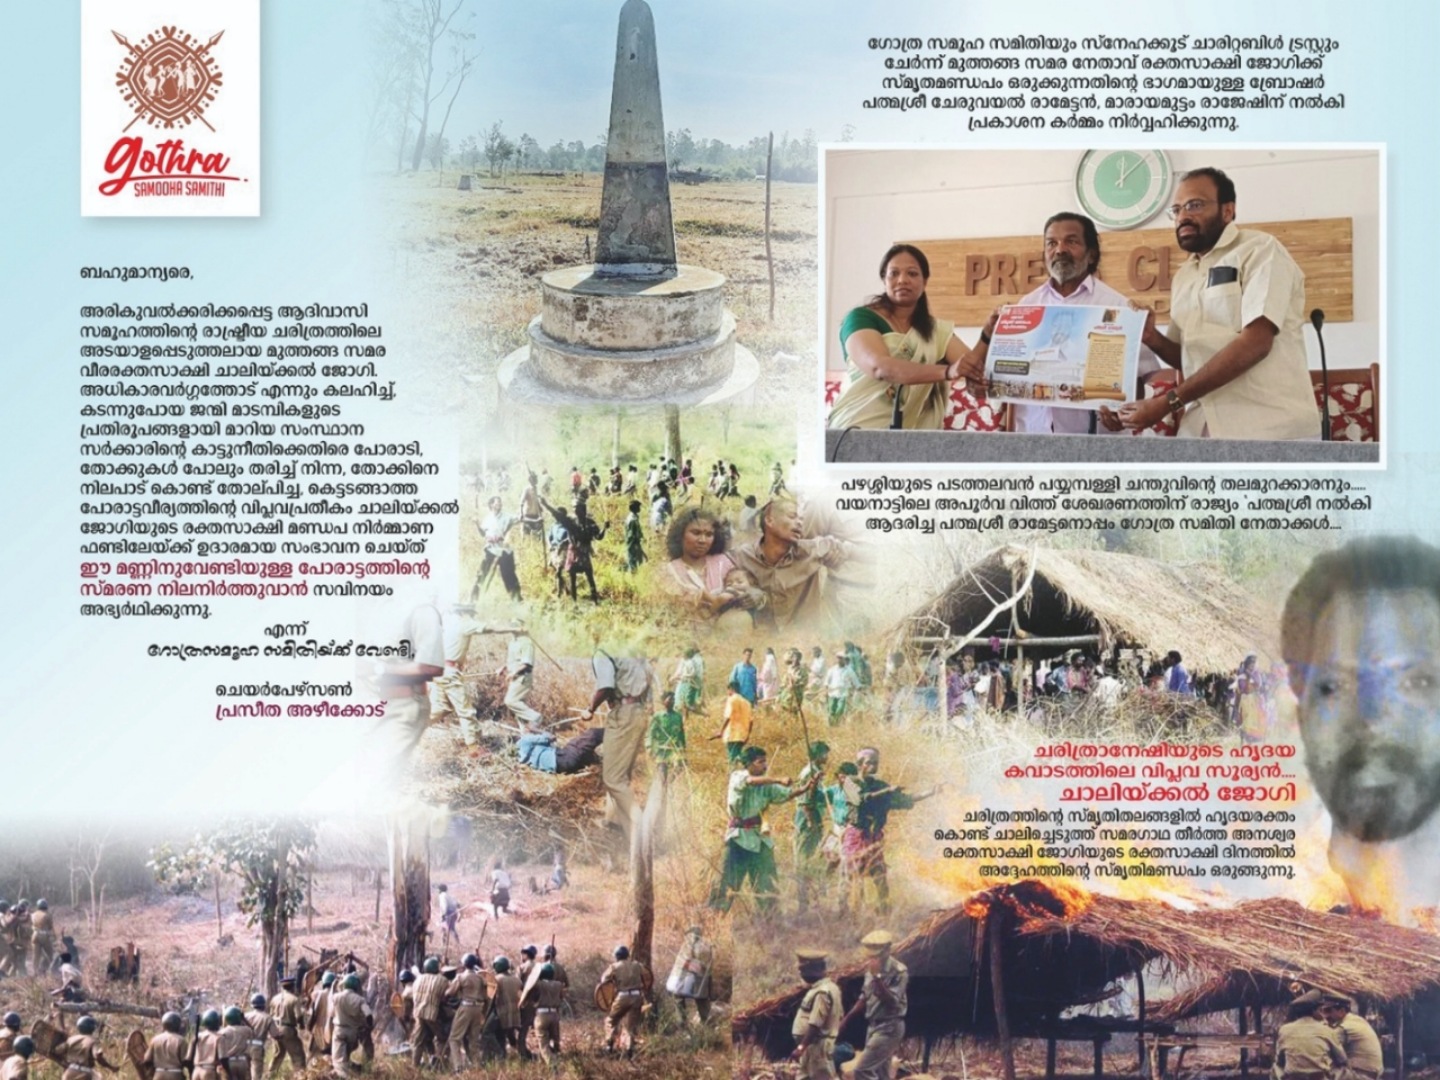 gothra
SAMOOHA SAMITHI
ബഹുമാന്യരെ,
അരികുവൽക്കരിക്കപ്പെട്ട ആദിവാസി
സമൂഹത്തിന്റെ രാഷ്ട്രീയ ചരിത്രത്തിലെ
അടയാളപ്പെടുത്തലായ മുത്തങ്ങ സമര
വീരരക്തസാക്ഷി ചാലിയ്ക്കൽ ജോഗി.
അധികാരവർഗ്ഗത്തോട് എന്നും കലഹിച്ച്,
കടന്നുപോയ ജന്മി മാടമ്പികളുടെ
പ്രതിരൂപങ്ങളായി മാറിയ സംസ്ഥാന
സർക്കാരിന്റെ കാട്ടുനീതിക്കെതിരെ പോരാടി,
തോക്കുകൾ പോലും തരിച്ച് നിന്ന, തോക്കിനെ
നിലപാട് കൊണ്ട് തോല്പിച്ച, കെട്ടടങ്ങാത്ത
പോരാട്ടവീര്യത്തിന്റെ വിപ്ലവപ്രതീകം ചാലിയ്ക്കൽ
ജോഗിയുടെ രക്തസാക്ഷി മണ്ഡപ നിർമ്മാണ
ഫണ്ടിലേയ്ക്ക് ഉദാരമായ സംഭാവന ചെയ്ത്
ഈ മണ്ണിനുവേണ്ടിയുള്ള പോരാട്ടത്തിന്റെ
സ്മരണ നിലനിർത്തുവാൻ സവിനയം
അഭ്യർഥിക്കുന്നു.
എന്ന്
ഗോത്രസമൂഹ സമിതിയ്ക്ക് വേണ്ടി,
ചെയർപേഴ്സൺ
പ്രസീത അഴീക്കോട്
ഗോത്ര സമൂഹ സമിതിയും സ്നേഹക്കൂട് ചാരിറ്റബിൾ ട്രസ്റ്റും
ചേർന്ന് മുത്തങ്ങ സമര നേതാവ് രക്തസാക്ഷി ജോഗിക്ക്
സ്മൃതമണ്ഡപം ഒരുക്കുന്നതിന്റെ ഭാഗമായുള്ള ബ്രോഷർ
പത്മശ്രീ ചേരുവയൽ രാമേട്ടൻ, മാരായമുട്ടം രാജേഷിന് നൽകി
പ്രകാശന കർമ്മം നിർവ്വഹിക്കുന്നു.
PRE CL
പഴശ്ശിയുടെ പടത്തലവൻ പയ്യമ്പള്ളി ചന്തുവിന്റെ തലമുറക്കാരനും.....
വയനാട്ടിലെ അപൂർവ വിത്ത് ശേഖരണത്തിന് രാജ്യം 'പത്മശ്രീ നൽകി
ആദരിച്ച പത്മശ്രീ രാമേട്ടനൊപ്പം ഗോത്ര സമിതി നേതാക്കൾ....
ചരിത്രാനേഷിയുടെ ഹൃദയ
കവാടത്തിലെ വിപ്ലവ സൂര്യൻ....
ചാലിയ്ക്കൽ ജോഗി
ചരിത്രത്തിന്റെ സ്മൃതിതലങ്ങളിൽ ഹൃദയരക്തം
കൊണ്ട് ചാലിച്ചെടുത്ത് സമരഗാഥ തീർത്ത അനശ്വര
രക്തസാക്ഷി ജോഗിയുടെ രക്തസാക്ഷി ദിനത്തിൽ
അദ്ദേഹത്തിന്റെ സ്മൃതിമണ്ഡപം ഒരുങ്ങുന്നു.